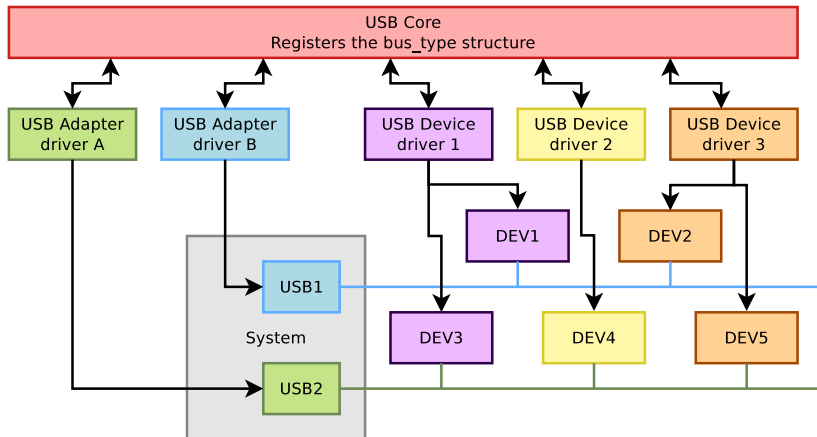 USB Core
Registers the bus_type structure
USB Adapter
driver A
USB Adapter
driver B
USB Device
driver 1
USB Device
driver 2
USB Device
driver 3
DEV1
DEV2
USB1
System
DEV3
DEV4
DEV5
USB2